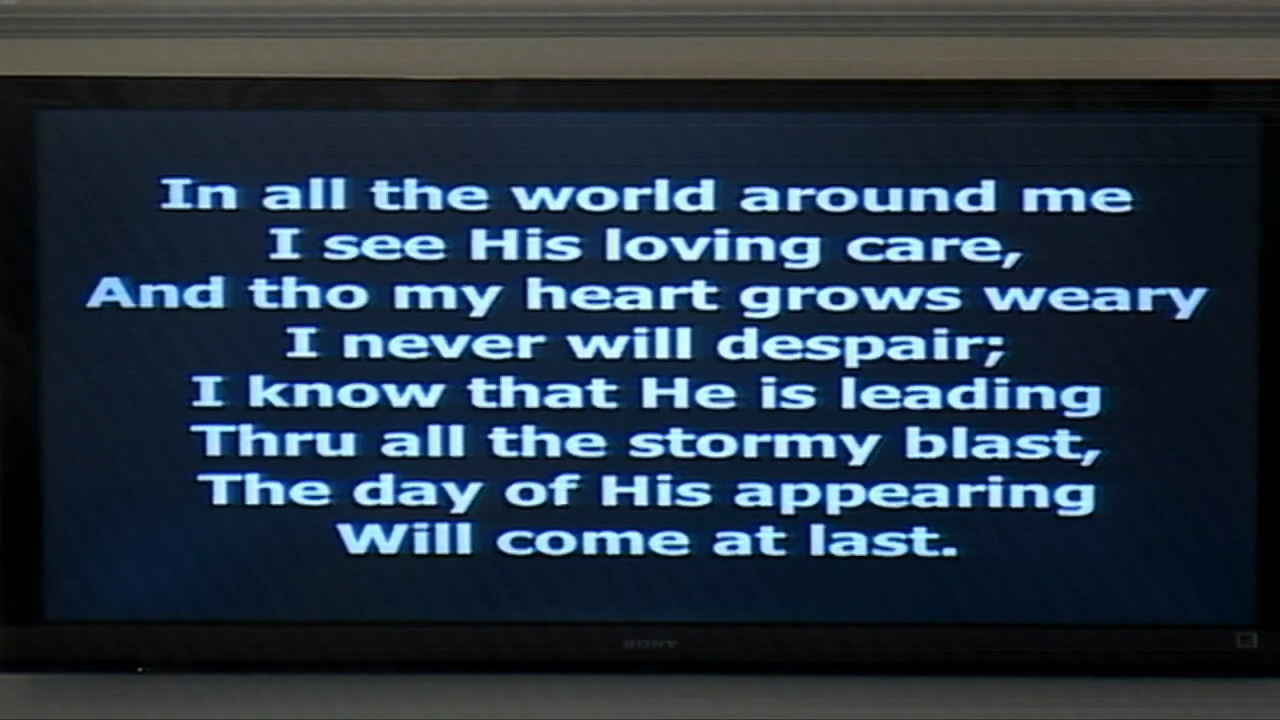 In all the world around me
I see His loving care,
And tho my heart grows weary
I never will despair;
I know that He is leading
Thru all the stormy blast,
The day of His appearing
Will come at last.
SONY